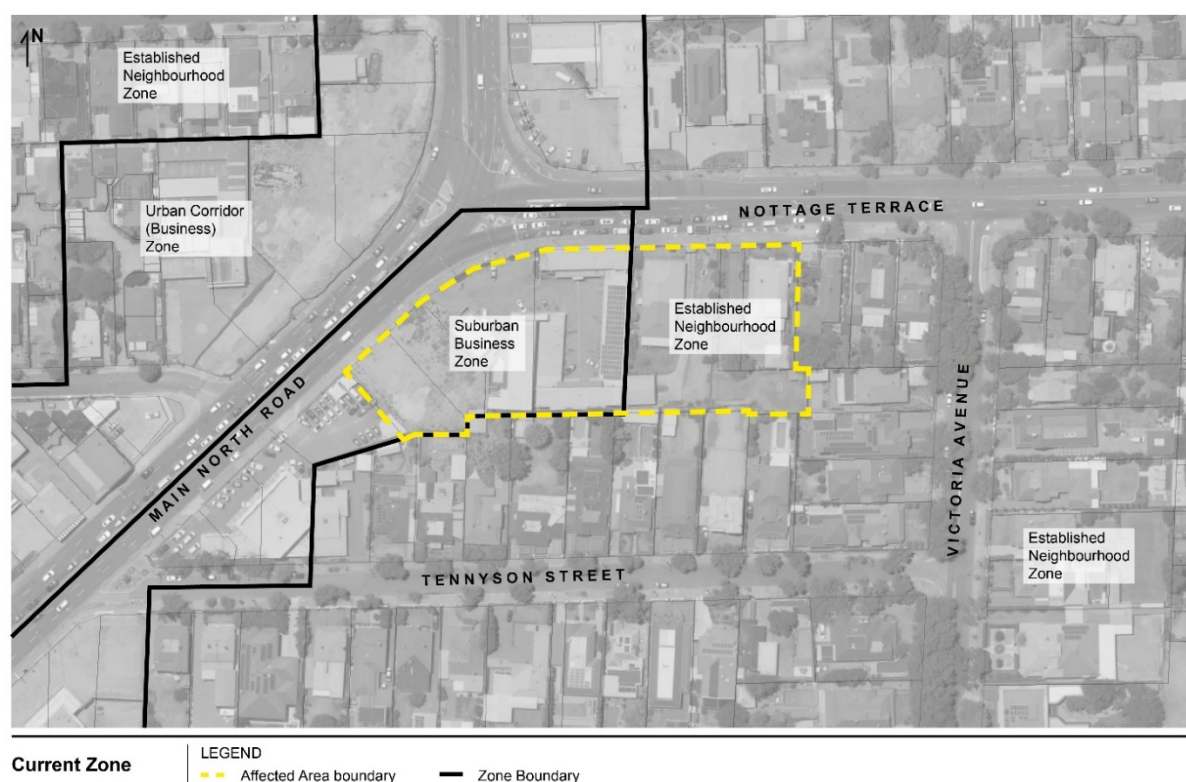 N
Established
Neighbourhood
Zone
Urban Corridor
(Business)
Zone
NOTTAGE TERRACE
Suburban
Business
Zone
Established
Neighbourhood
Zone
MAIN NORTH ROAD
VICTORIA AVENUE
Established
Neighbourhood
Zone
TENNYSON STREET
Current Zone
LEGEND
Affected Area boundary
Zone Boundary